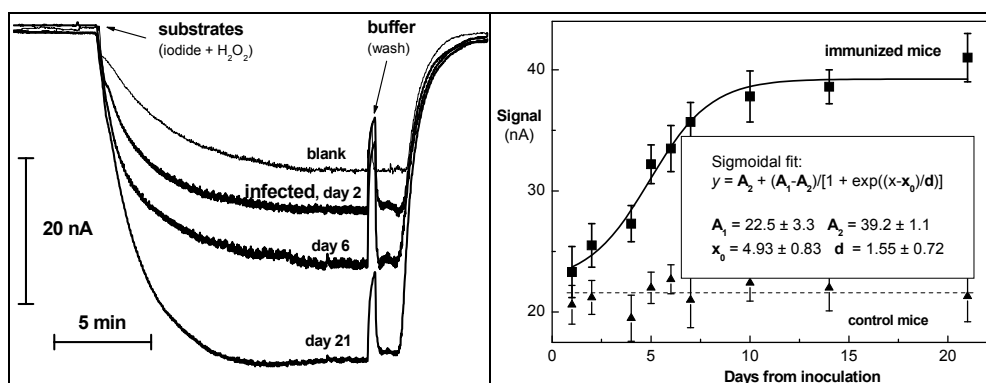 substrates
(iodide + H₂O₂)
buffer
(wash)
blank
infected, day 2
day 6
day 21
20 nA
5 min
Signal
(nA)
40
30
20
0
5
10
15
20
Days from inoculation
immunized mice
Sigmoidal fit:
y = A₂ + (A₁-A₂)/[1 + exp((x-x₀)/d)]
A₁ = 22.5 ± 3.3 A₂ = 39.2 ± 1.1
x₀ = 4.93 ± 0.83 d = 1.55 ± 0.72
control mice